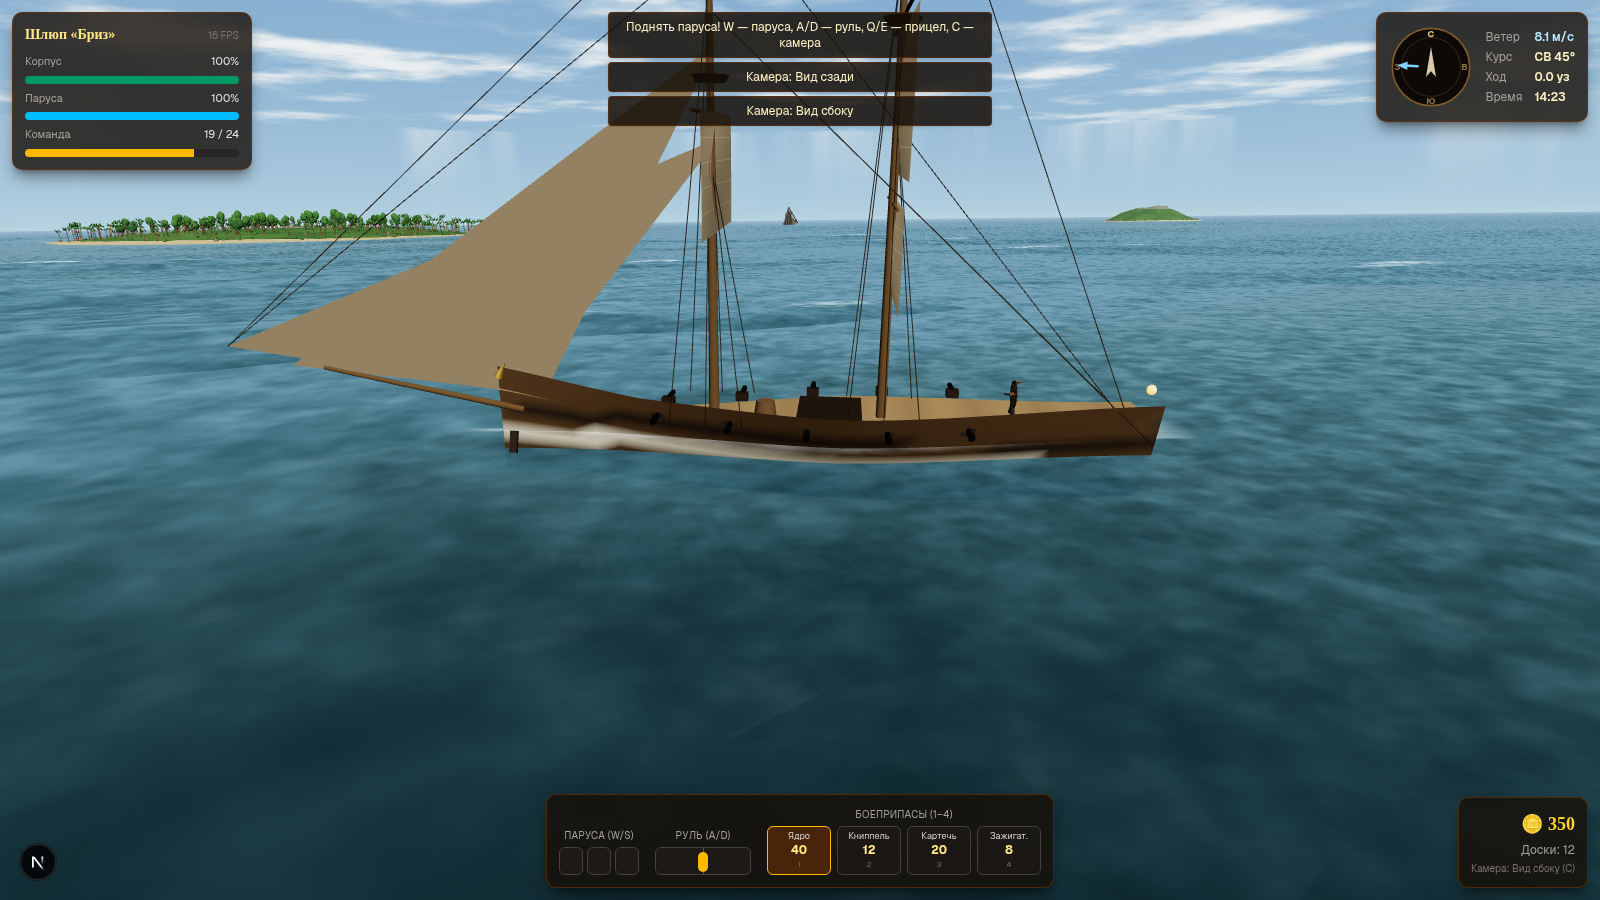 Шлюп «Бриз»
16 FPS
Корпус
100%
Паруса
100%
Команда
19 / 24
Поднять паруса! W — паруса, A/D — руль, Q/E — прицел, C —
камера
Камера: Вид сзади
Камера: Вид сбоку
С
З
В
Ю
Ветер
8.1 м/с
Курс
СВ 45°
Ход
0.0 уз
Время
14:23
ПАРУСА (W/S)
РУЛЬ (A/D)
БОЕПРИПАСЫ (1–4)
Ядро
40
1
Книппель
12
2
Картечь
20
3
Зажигат.
8
4
350
Доски: 12
Камера: Вид сбоку (C)
N